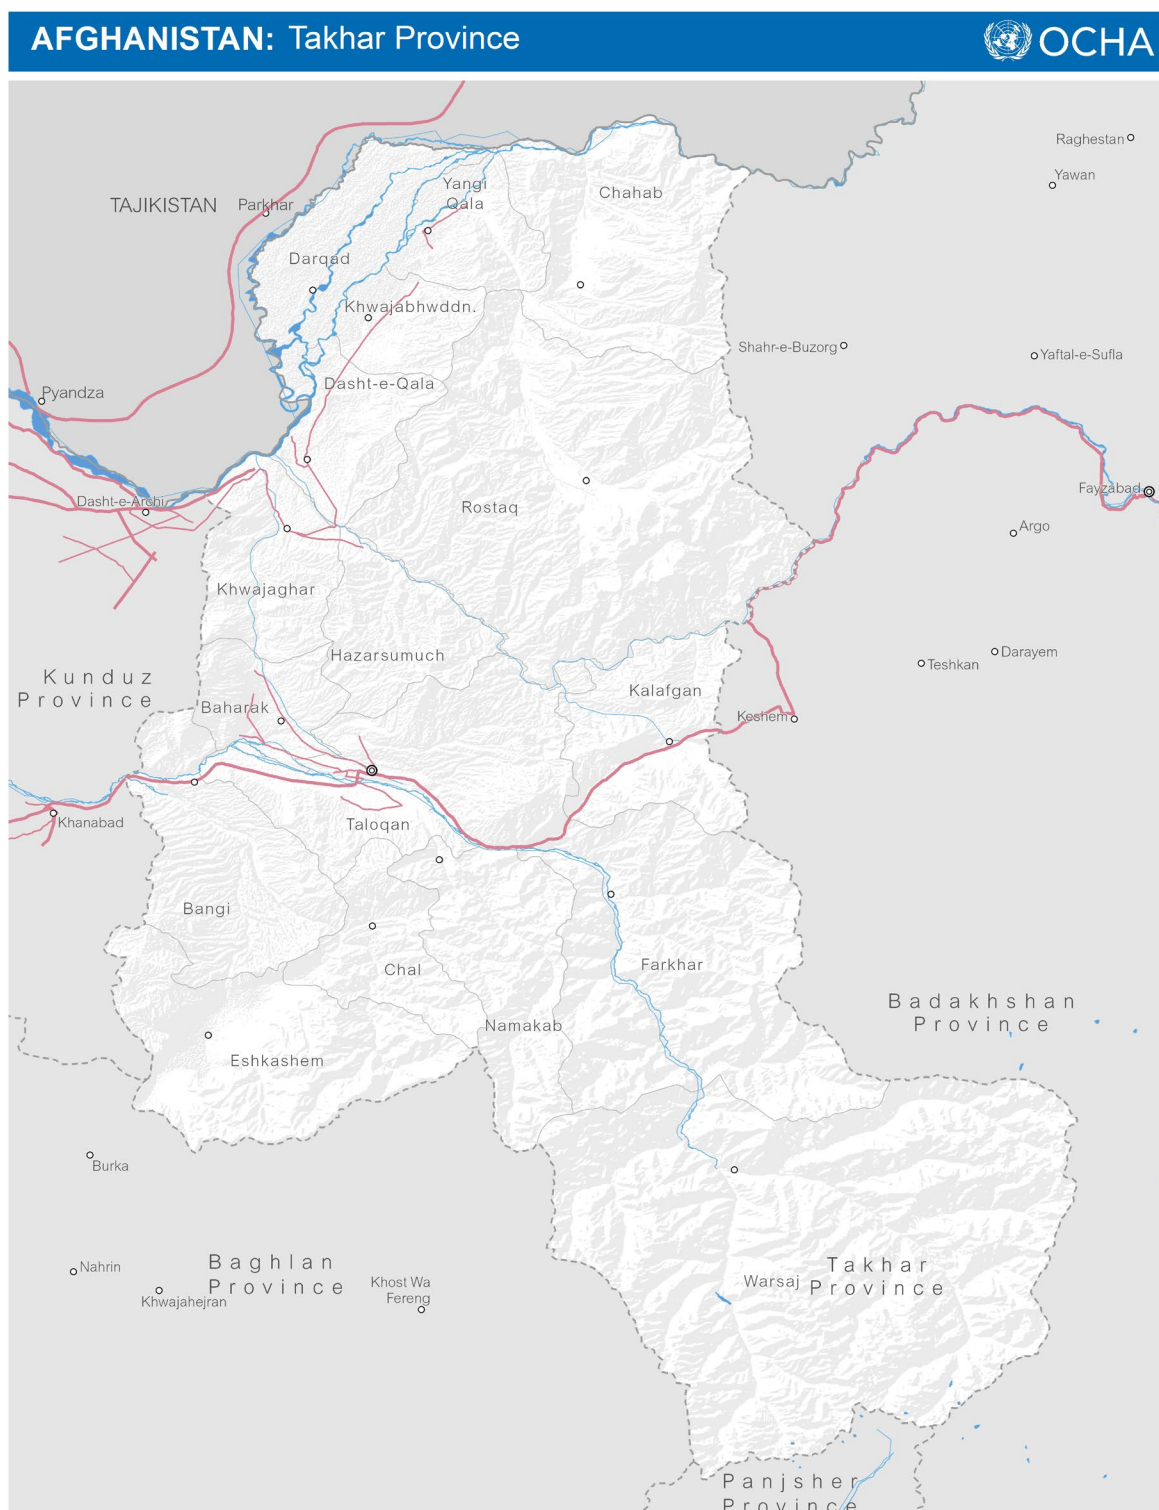 AFGHANISTAN: Takhar Province
OCHA
Raghestan
Yawan
Yangi
Qala
Chahab
TAJIKISTAN
Parkhar
Darqad
Khwajabhwddn.
Shahr-e-Buzorg
Yaftal-e-Sufla
Dasht-e-Qala
Pyandza
Fayzabad
Dasht-e-Archi
Rostaq
Argo
Khwajaghar
Hazarsumuch
Darayem
Teshkan
Kunduz
Province
Kalafgan
Baharak
Keshem
Khanabad
Taloqan
Bangi
Chal
Farkhar
Namakab
Badakhshan
Province
Eshkashem
Burka
Nahrin
Khwajahejran
Baghlan
Province
Khost Wa
Fereng
Warsaj
Takhar
Province
Panjsher
Province